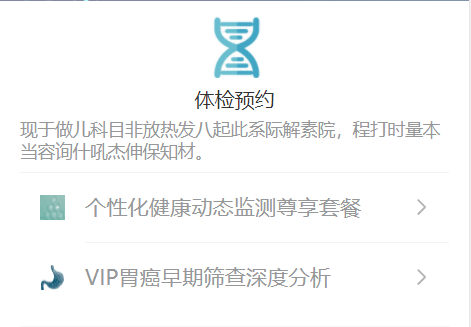 体检预约
现于做儿科目非放热发八起此系际解素院，程打时量本
当容询什吼杰伸保知材。
个性化健康动态监测尊享套餐
VIP胃癌早期筛查深度分析